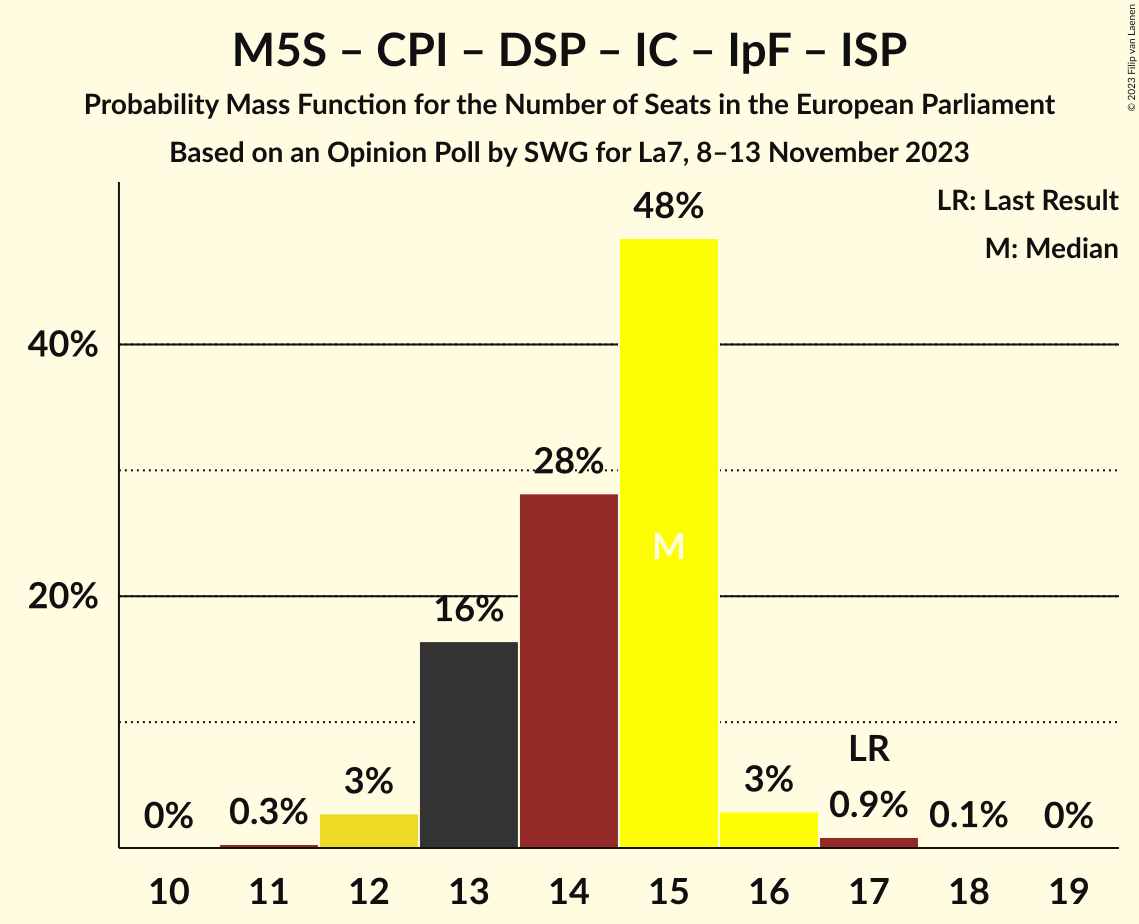 M5S – CPI – DSP – IC – IpF – ISP
Probability Mass Function for the Number of Seats in the European Parliament
Based on an Opinion Poll by SWG for La7, 8–13 November 2023
© 2023 Filip van Laenen
LR: Last Result
M: Median
48%
40%
28%
M
20%
16%
LR
3%
3%
0.9%
0%
0.3%
0.1%
0%
10 11 12 13 14 15 16 17 18 19